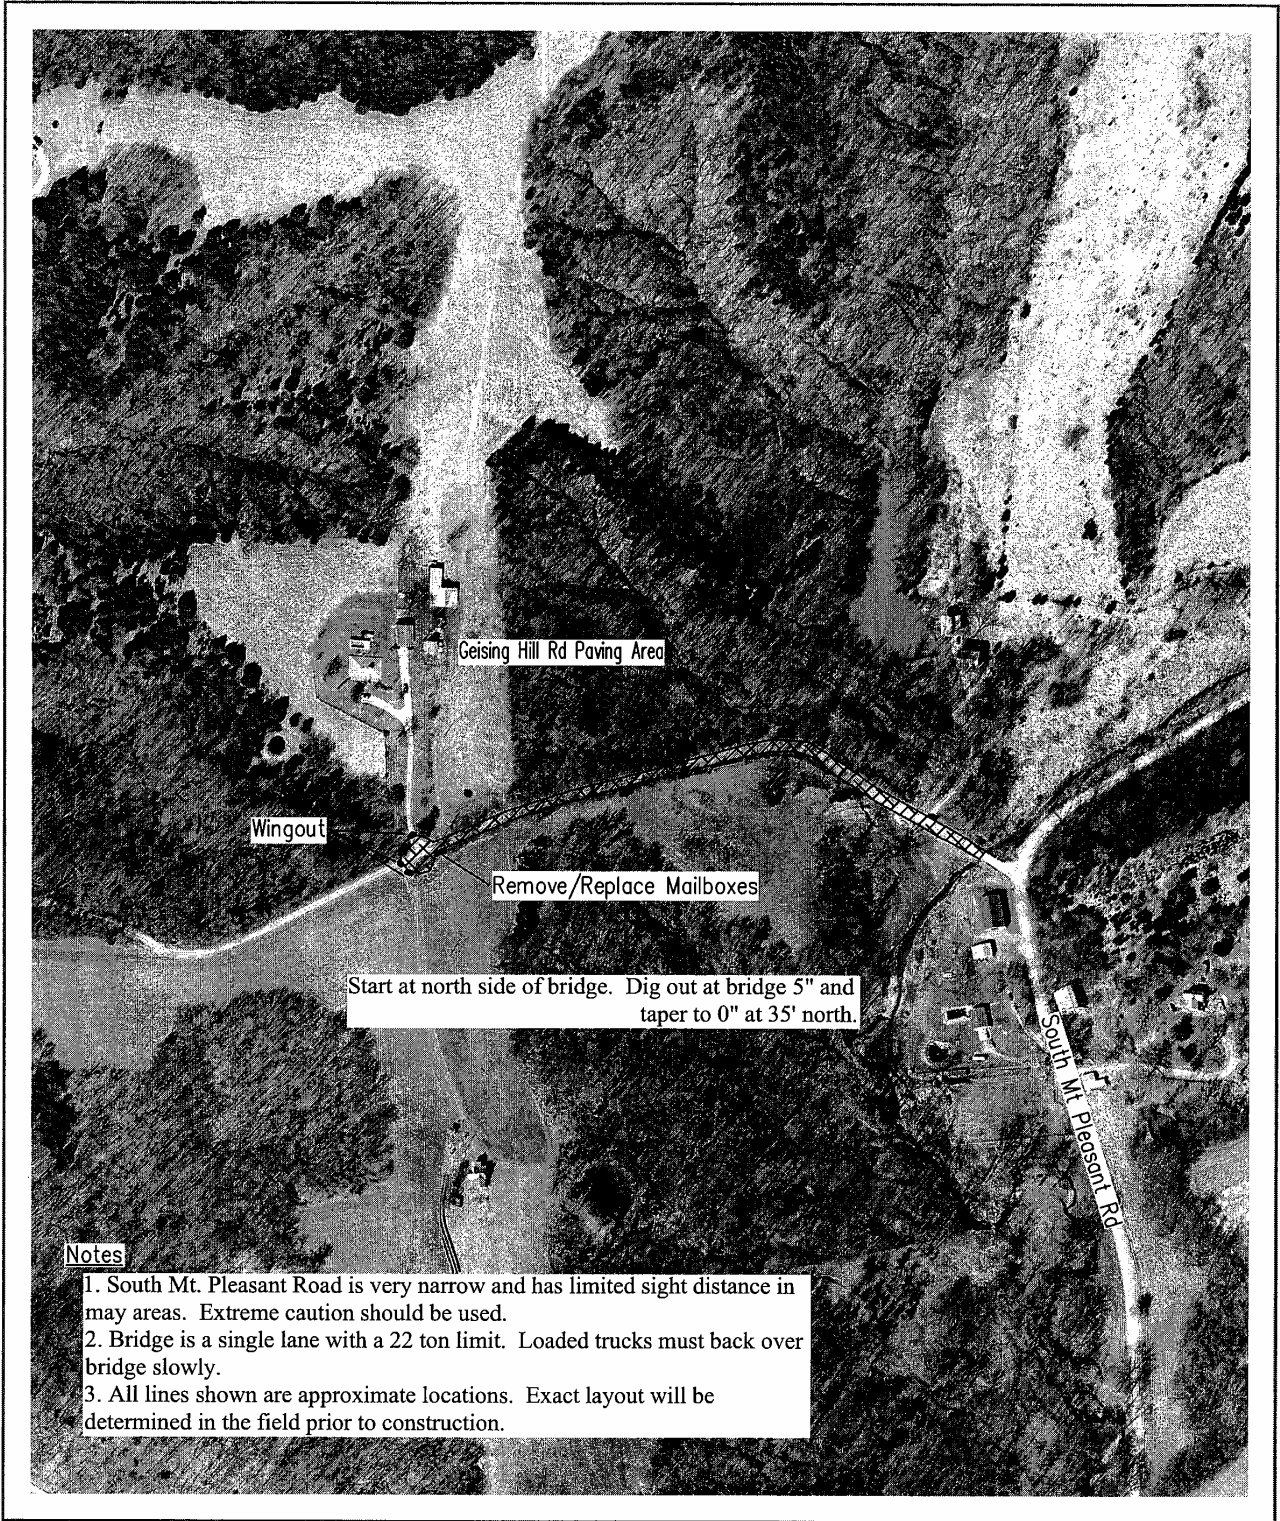 Geising Hill Rd Paving Area
Wingout
Remove/Replace Mailboxes
Start at north side of bridge. Dig out at bridge 5" and
taper to 0" at 35' north.
South Mt Pleasant Rd
Notes
1. South Mt. Pleasant Road is very narrow and has limited sight distance in
may areas. Extreme caution should be used.
2. Bridge is a single lane with a 22 ton limit. Loaded trucks must back over
bridge slowly.
3. All lines shown are approximate locations. Exact layout will be
determined in the field prior to construction.